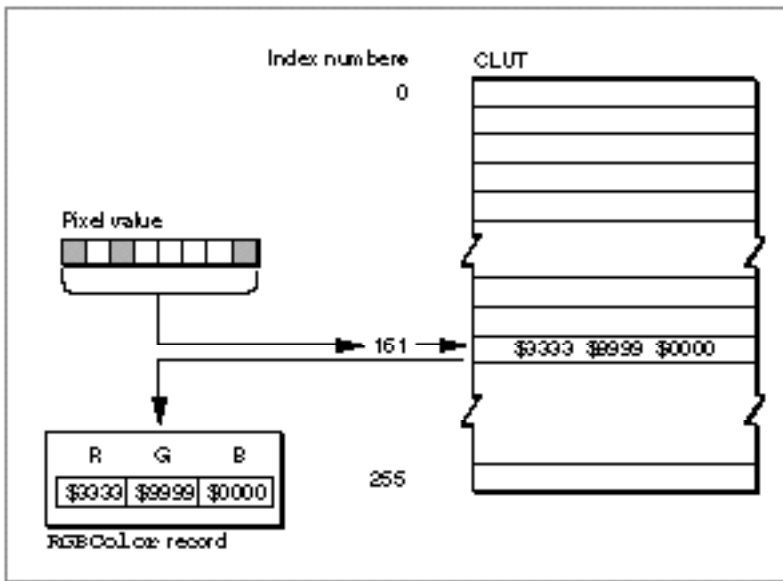 Index numbers
CLUT
0
Pixel value
161
$3333 $9999 $0000
R G B
$3333 $9999 $0000
255
RGBColor record